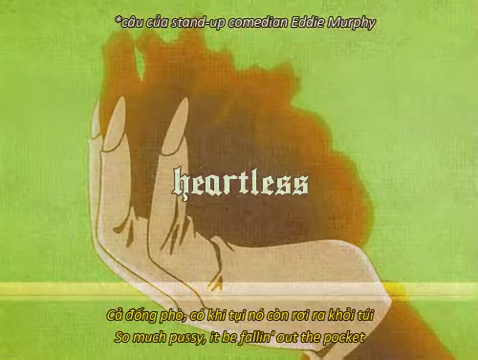 *câu của stand-up comedian Eddie Murphy
heartless
Cả đống phò, có khi tụi nó còn rơi ra khỏi túi
So much pussy, it be fallin' out the pocket